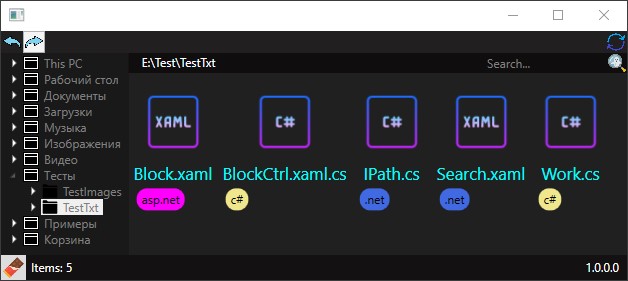 This PC
Рабочий стол
Документы
Загрузки
Музыка
Изображения
Видео
Тесты
TestImages
TestTxt
Примеры
Корзина
E:\Test\TestTxt
Search...
XAML C# C# XAML C#
Block.xaml BlockCtrl.xaml.cs IPath.cs Search.xaml Work.cs
asp.net c# .net .net c#
Items: 5
1.0.0.0